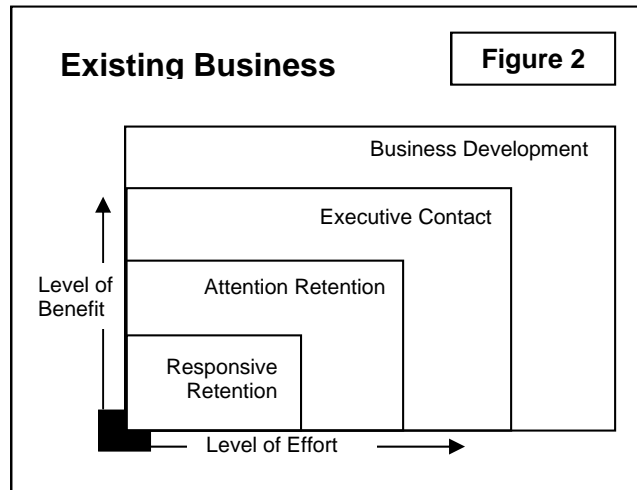 Existing Business
Figure 2
Business Development
Executive Contact
Level of
Benefit
Attention Retention
Responsive
Retention
Level of Effort